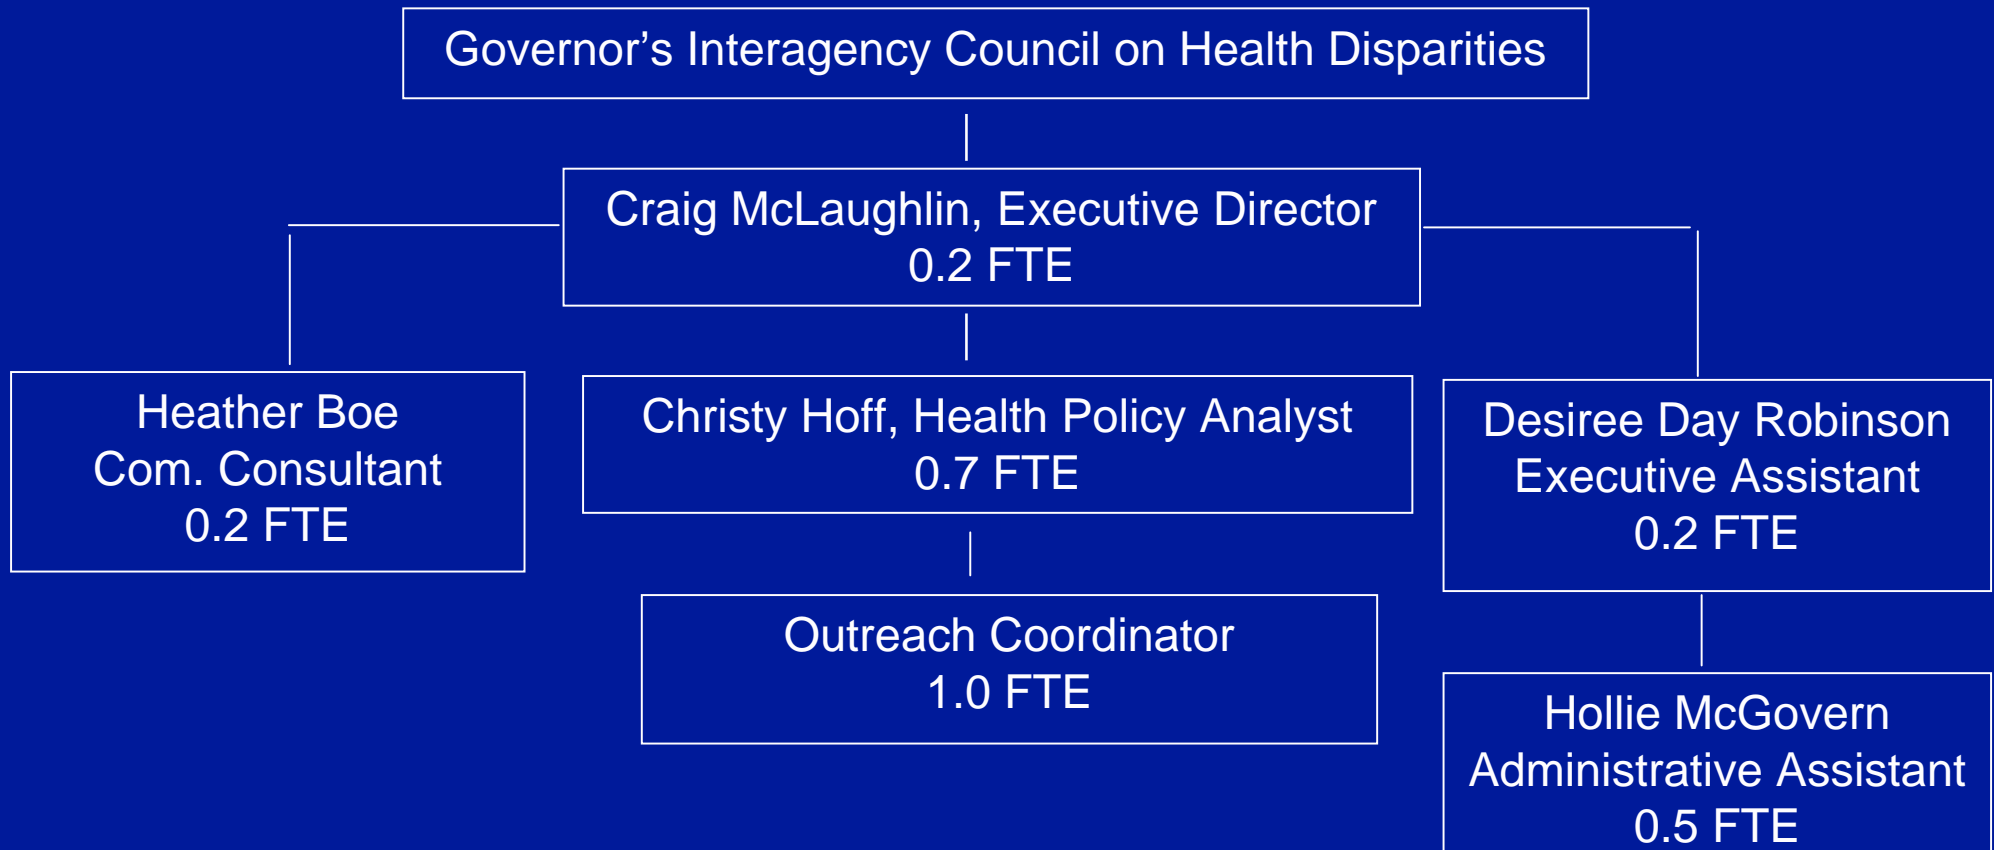 Governor’s Interagency Council on Health Disparities
Craig McLaughlin, Executive Director
0.2 FTE
Heather Boe
Com. Consultant
0.2 FTE
Christy Hoff, Health Policy Analyst
0.7 FTE
Desiree Day Robinson
Executive Assistant
0.2 FTE
Outreach Coordinator
1.0 FTE
Hollie McGovern
Administrative Assistant
0.5 FTE